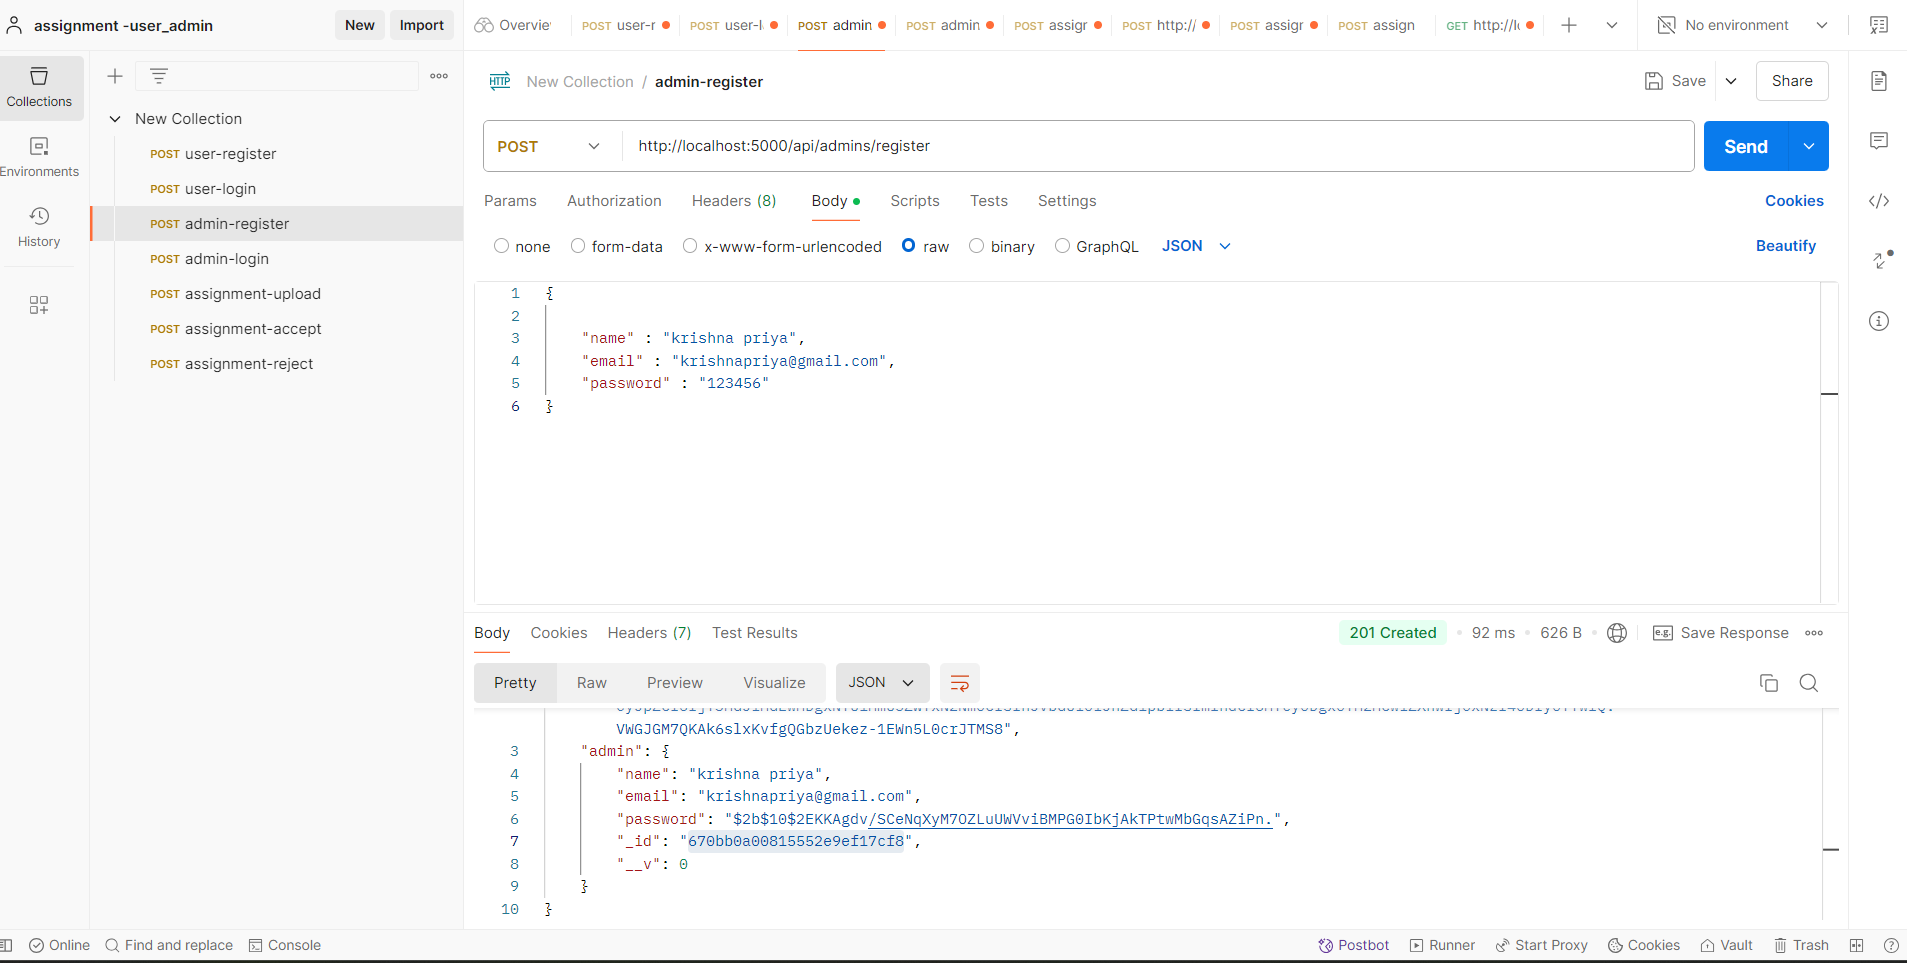 assignment -user_admin
New
Import
Overvie
POST user-r
POST user-l
POST admin
POST admin
POST assigr
POST http://
POST assigr
POST assign
GET http://l
No environment
Collections
Environments
History
New Collection
POST user-register
POST user-login
POST admin-register
POST admin-login
POST assignment-upload
POST assignment-accept
POST assignment-reject
HTTP New Collection / admin-register
Save
Share
POST
http://localhost:5000/api/admins/register
Send
Params Authorization Headers (8) Body Scripts Tests Settings
Cookies
none form-data x-www-form-urlencoded raw binary GraphQL JSON
Beautify
1 {
2
3 "name" : "krishna priya",
4 "email" : "krishnapriya@gmail.com",
5 "password" : "123456"
6 }
Body Cookies Headers (7) Test Results
201 Created • 92 ms • 626 B
e.g. Save Response
Pretty Raw Preview Visualize JSON
VWGJGM7QKAk6slxKvfgQGbzUekez-1EWn5L0crJTMS8",
3 "admin": {
4 "name": "krishna priya",
5 "email": "krishnapriya@gmail.com",
6 "password": "$2b$10$2EKKAgdv/SCeNqXyM7OZLuUWVviBMPG0IbKjAkTPtwMbGqsAZiPn.",
7 "_id": "670bb0a00815552e9ef17cf8",
8 "__v": 0
9 }
10 }
Online Find and replace Console
Postbot Runner Start Proxy Cookies Vault Trash